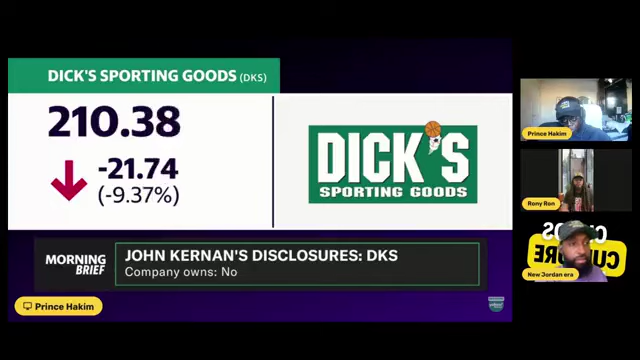 DICK'S SPORTING GOODS (DKS)
210.38
-21.74
(-9.37%)
DICK'S
SPORTING GOODS
MORNING
BRIEF
JOHN KERNAN'S DISCLOSURES: DKS
Company owns: No
Prince Hakim
Prince Hakim
Rony Ron
New Jordan era